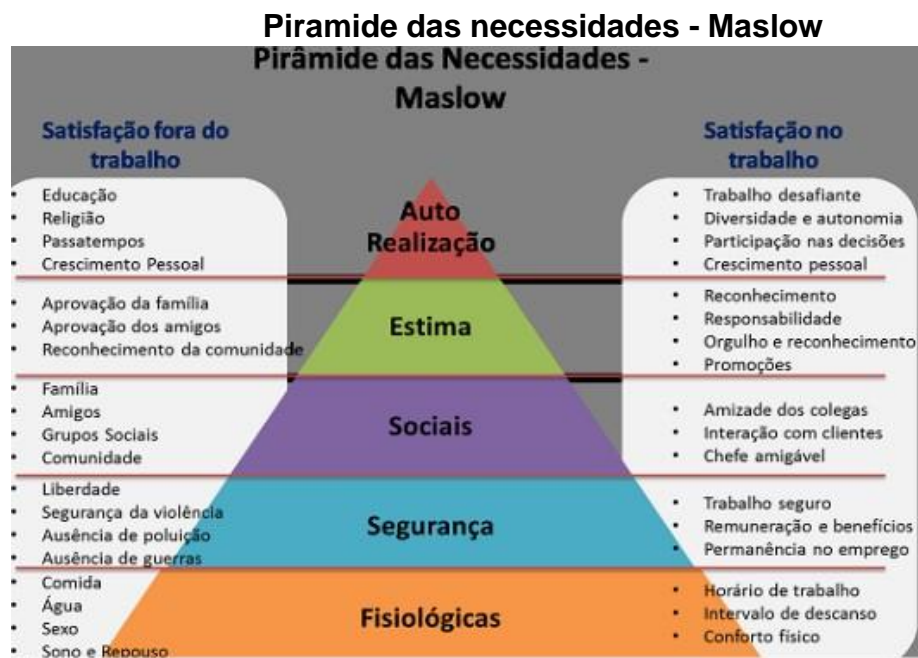 Piramide das necessidades - Maslow
Pirâmide das Necessidades -
Maslow
Satisfação fora do
trabalho
• Educação
• Religião
• Passatempos
• Crescimento Pessoal
• Aprovação da família
• Aprovação dos amigos
• Reconhecimento da comunidade
• Família
• Amigos
• Grupos Sociais
• Comunidade
• Liberdade
• Segurança da violência
• Ausência de poluição
• Ausência de guerras
• Comida
• Água
• Sexo
• Sono e Repouso
Auto
Realização
Estima
Sociais
Segurança
Fisiológicas
Satisfação no
trabalho
• Trabalho desafiante
• Diversidade e autonomia
• Participação nas decisões
• Crescimento pessoal
• Reconhecimento
• Responsabilidade
• Orgulho e reconhecimento
• Promoções
• Amizade dos colegas
• Interação com clientes
• Chefe amigável
• Trabalho seguro
• Remuneração e benefícios
• Permanência no emprego
• Horário de trabalho
• Intervalo de descanso
• Conforto físico